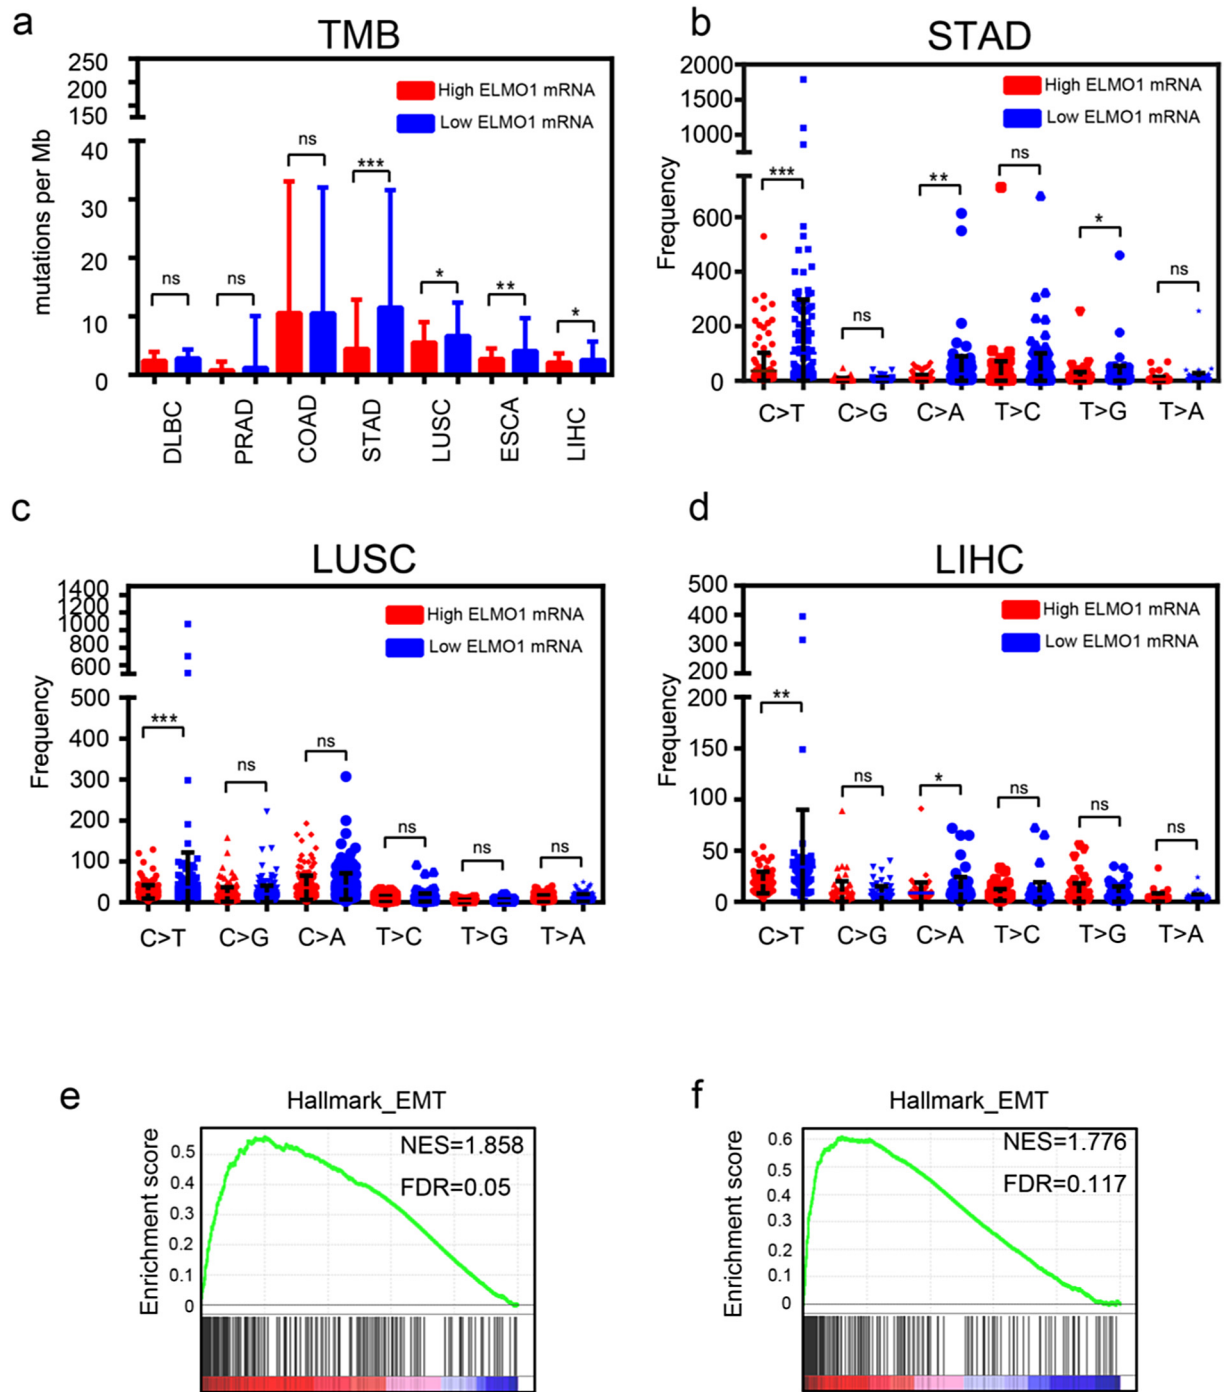 a
TMB
250
200
150
40
30
20
10
0
mutations per Mb
High ELMO1 mRNA
Low ELMO1 mRNA
ns
ns
ns
***
*
**
*
DLBC
PRAD
COAD
STAD
LUSC
ESCA
LIHC
b
STAD
2000
1500
1000
600
400
200
0
Frequency
High ELMO1 mRNA
Low ELMO1 mRNA
***
ns
**
ns
*
ns
C>T
C>G
C>A
T>C
T>G
T>A
c
LUSC
1400
1200
1000
800
600
500
400
300
200
100
0
Frequency
High ELMO1 mRNA
Low ELMO1 mRNA
***
ns
ns
ns
ns
ns
C>T
C>G
C>A
T>C
T>G
T>A
d
LIHC
500
400
300
200
200
150
100
50
0
Frequency
High ELMO1 mRNA
Low ELMO1 mRNA
**
ns
*
ns
ns
ns
C>T
C>G
C>A
T>C
T>G
T>A
e
Hallmark_EMT
NES=1.858
FDR=0.05
Enrichment score
0.5
0.4
0.3
0.2
0.1
0
f
Hallmark_EMT
NES=1.776
FDR=0.117
Enrichment score
0.6
0.5
0.4
0.3
0.2
0.1
0